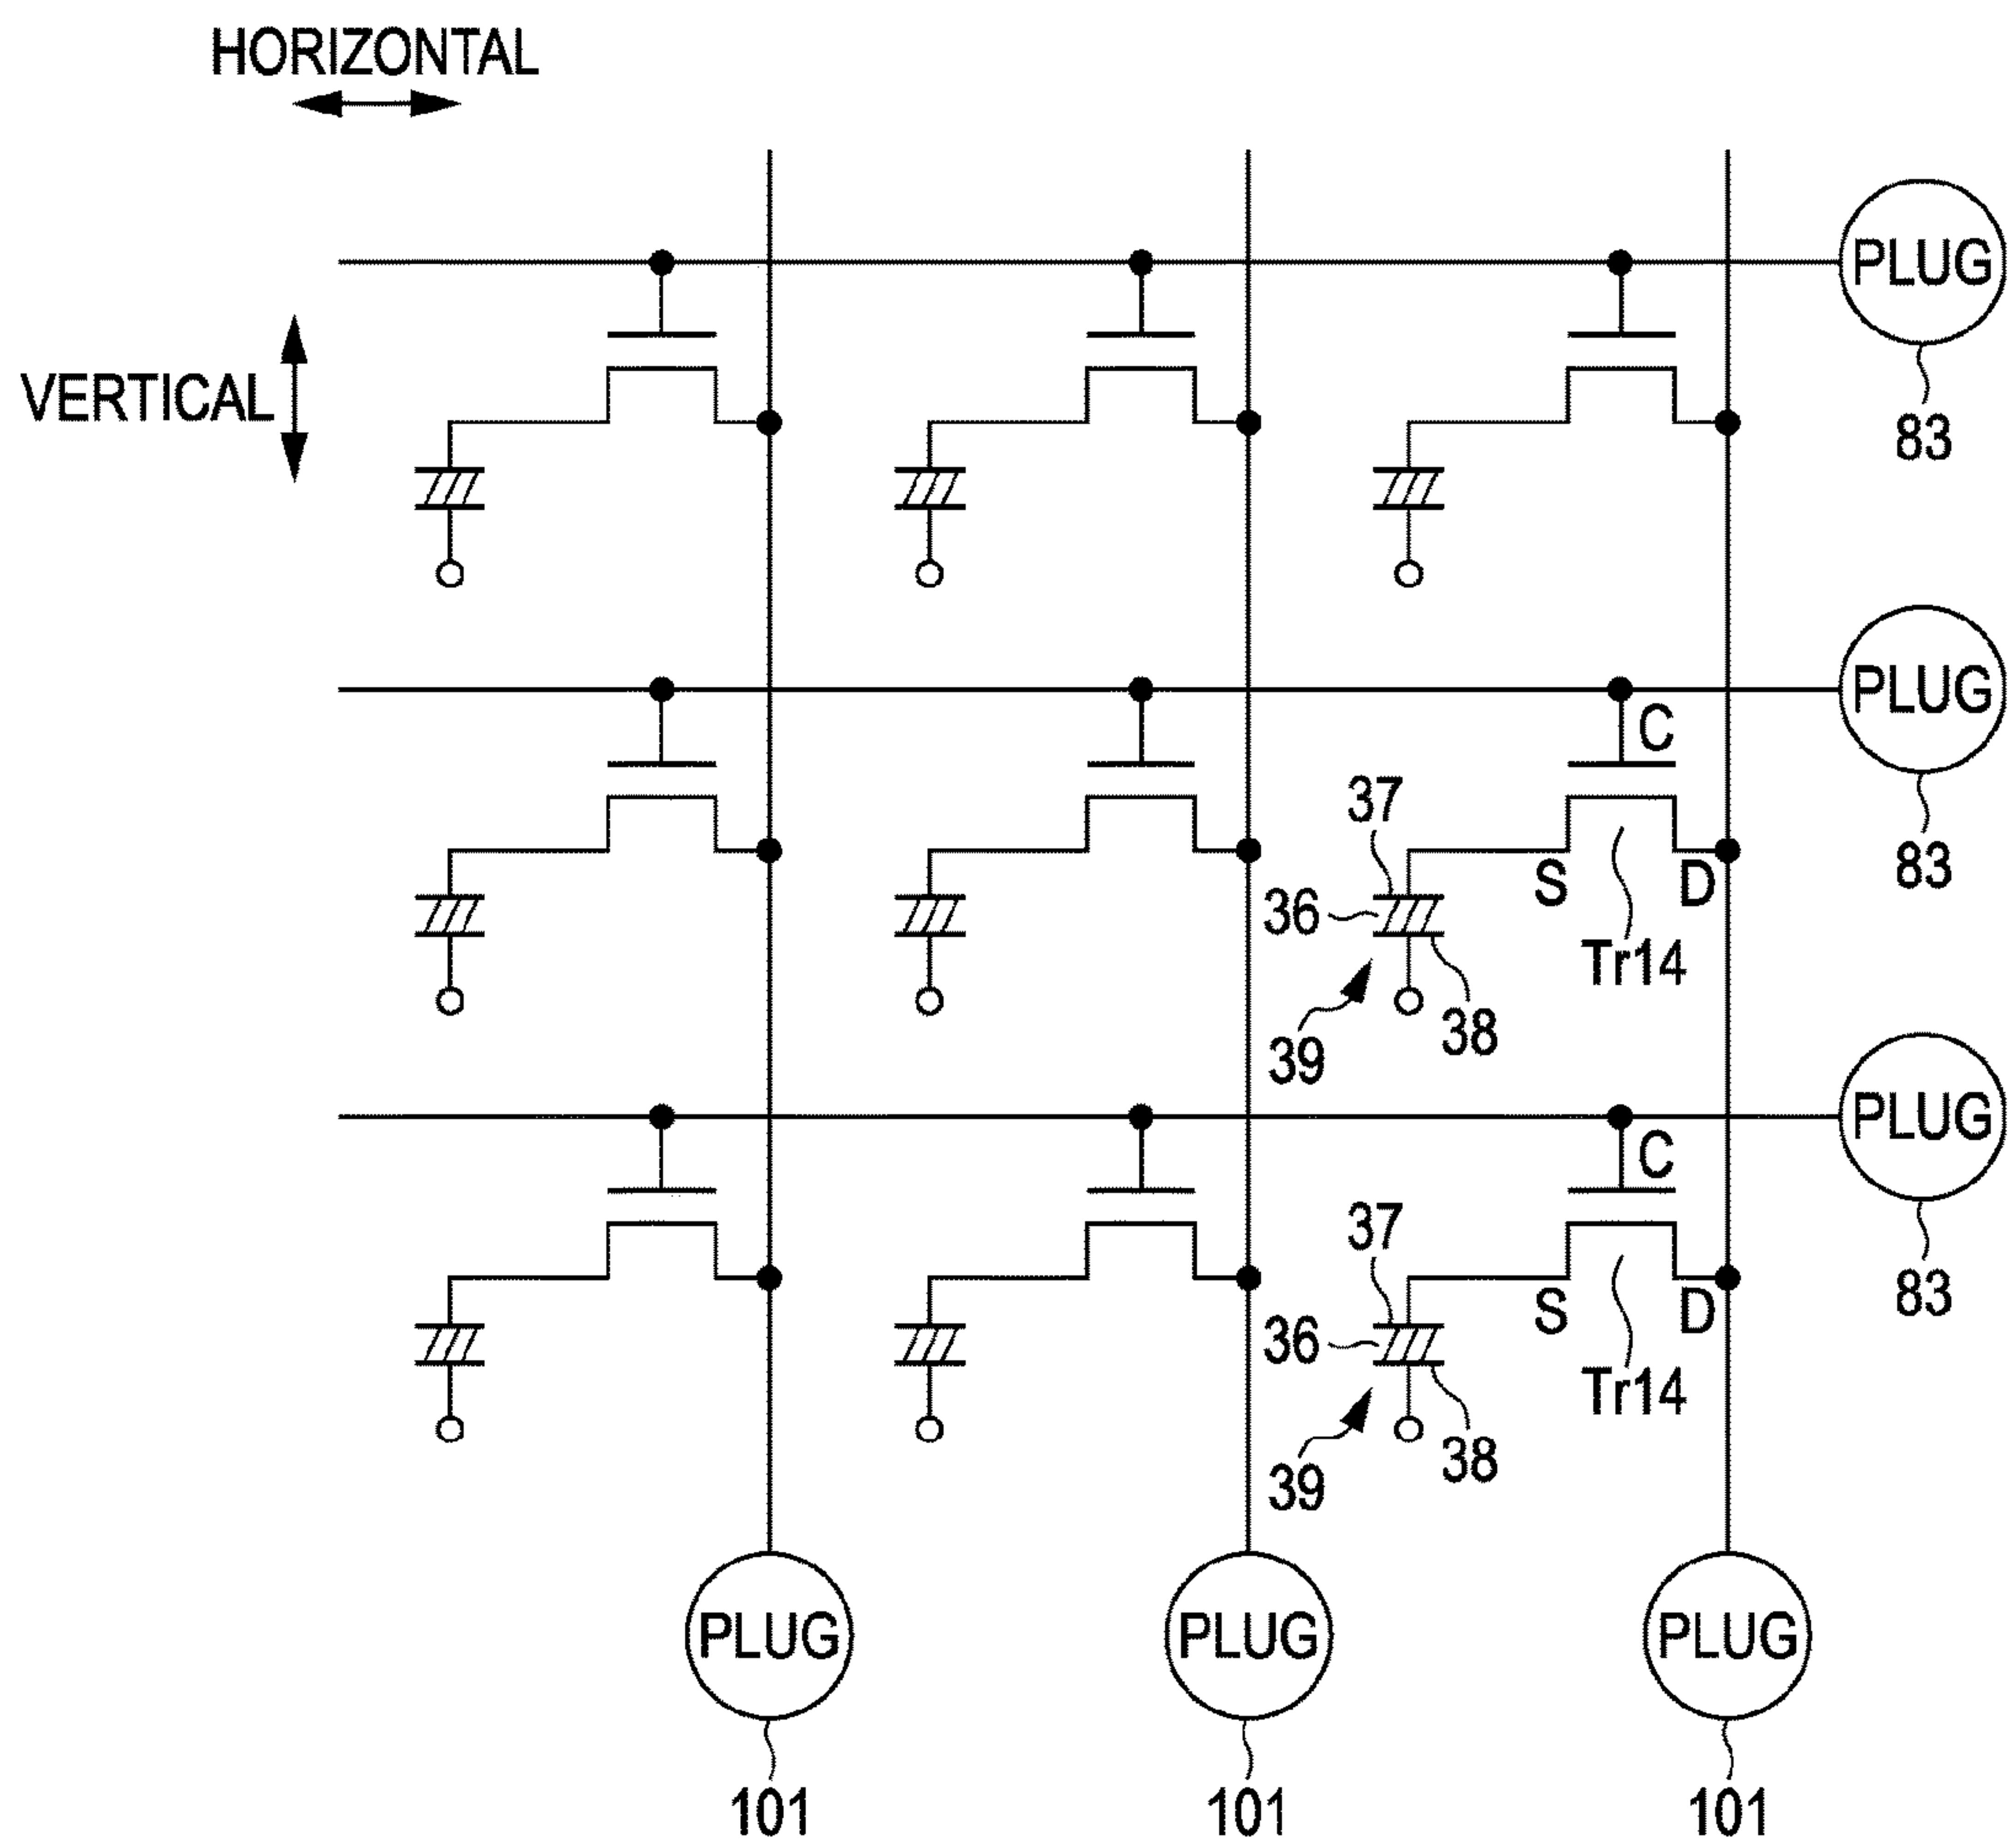 HORIZONTAL
VERTICAL
PLUG
83
PLUG
83
C
37
36
S
D
Tr14
39
38
PLUG
83
C
37
36
S
D
Tr14
39
38
PLUG
PLUG
PLUG
101
101
101